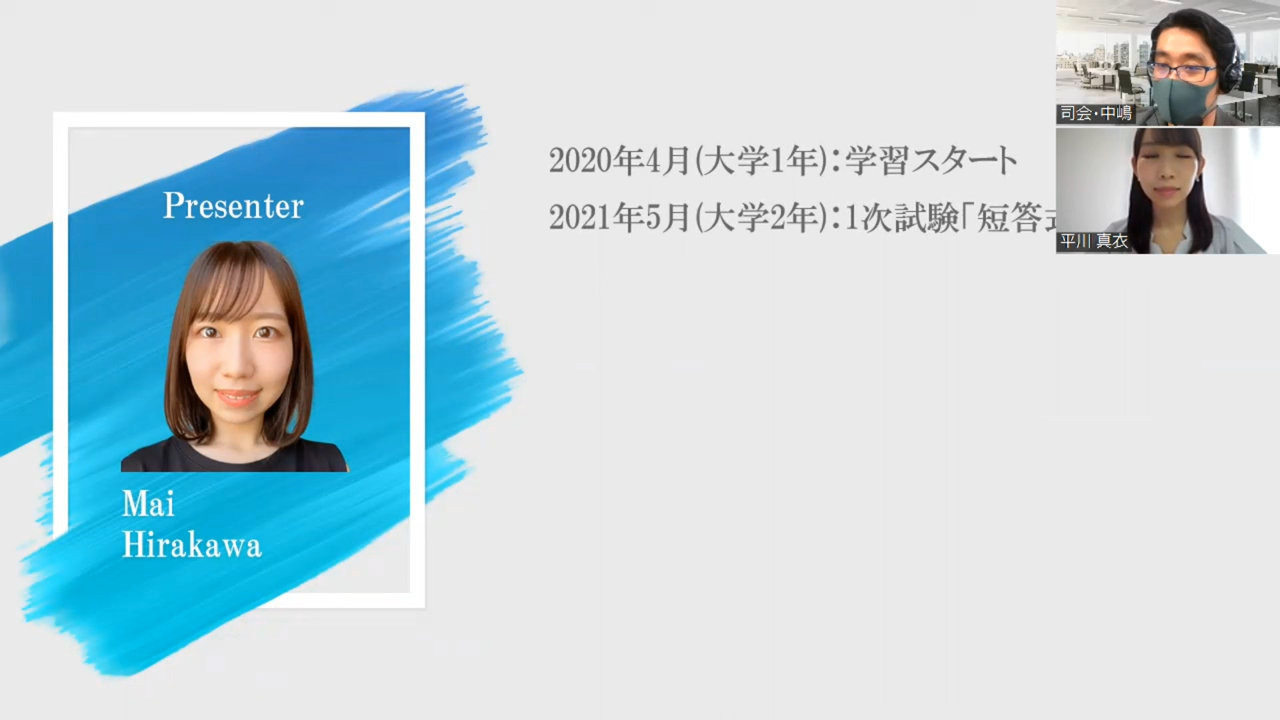 Presenter
Mai
Hirakawa
2020年4月(大学1年):学習スタート
2021年5月(大学2年):1次試験「短答式
司会・中嶋
平川 真衣